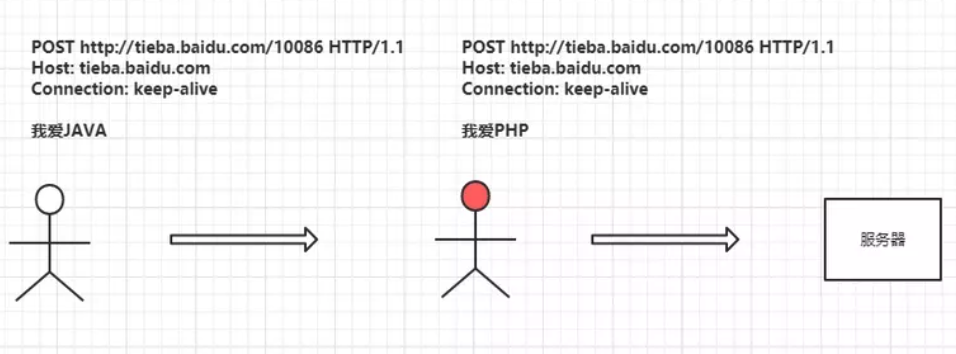 POST http://tieba.baidu.com/10086 HTTP/1.1
Host: tieba.baidu.com
Connection: keep-alive
我爱JAVA
POST http://tieba.baidu.com/10086 HTTP/1.1
Host: tieba.baidu.com
Connection: keep-alive
我爱PHP
服务器